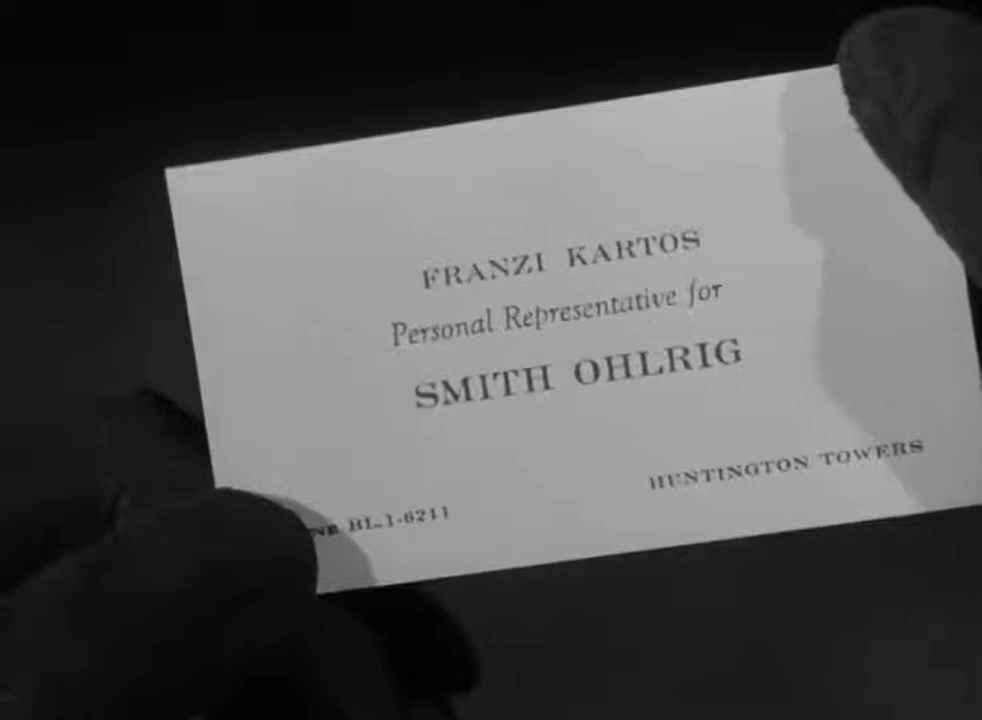 FRANZI KARTOS
Personal Representative for
SMITH OHLRIG
HUNTINGTON TOWERS
BL.1-6211